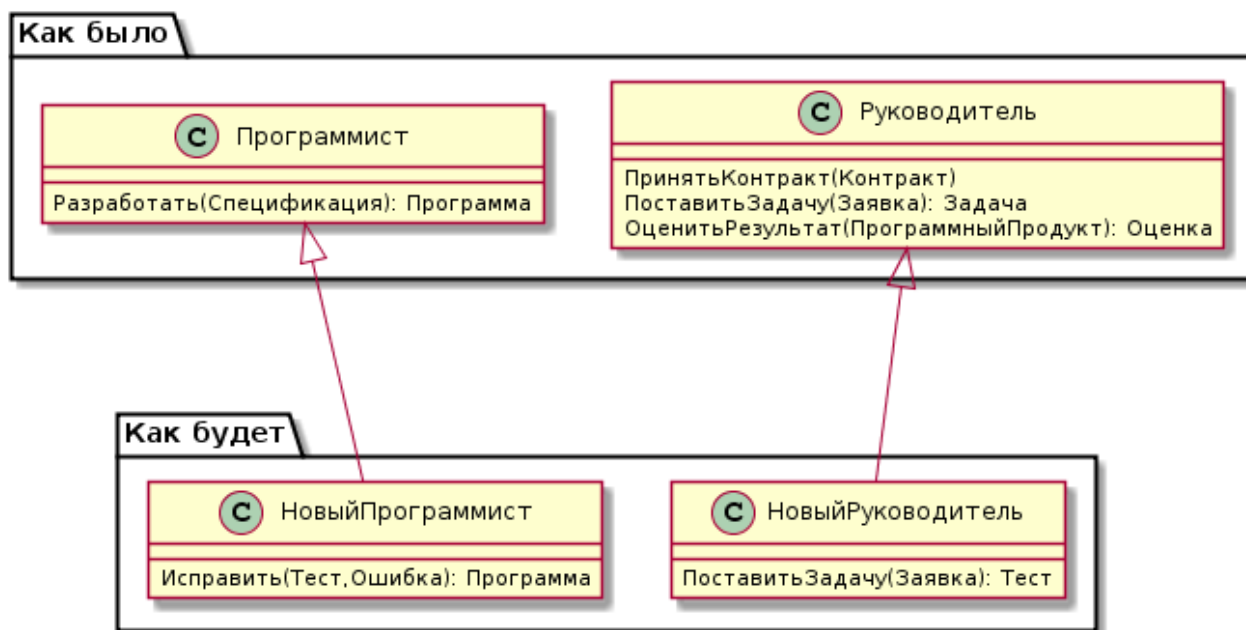 Как было
C Программист
Разработать(Спецификация): Программа
C Руководитель
ПринятьКонтракт(Контракт)
ПоставитьЗадачу(Заявка): Задача
ОценитьРезультат(ПрограммныйПродукт): Оценка
Как будет
C НовыйПрограммист
Исправить(Тест,Ошибка): Программа
C НовыйРуководитель
ПоставитьЗадачу(Заявка): Тест